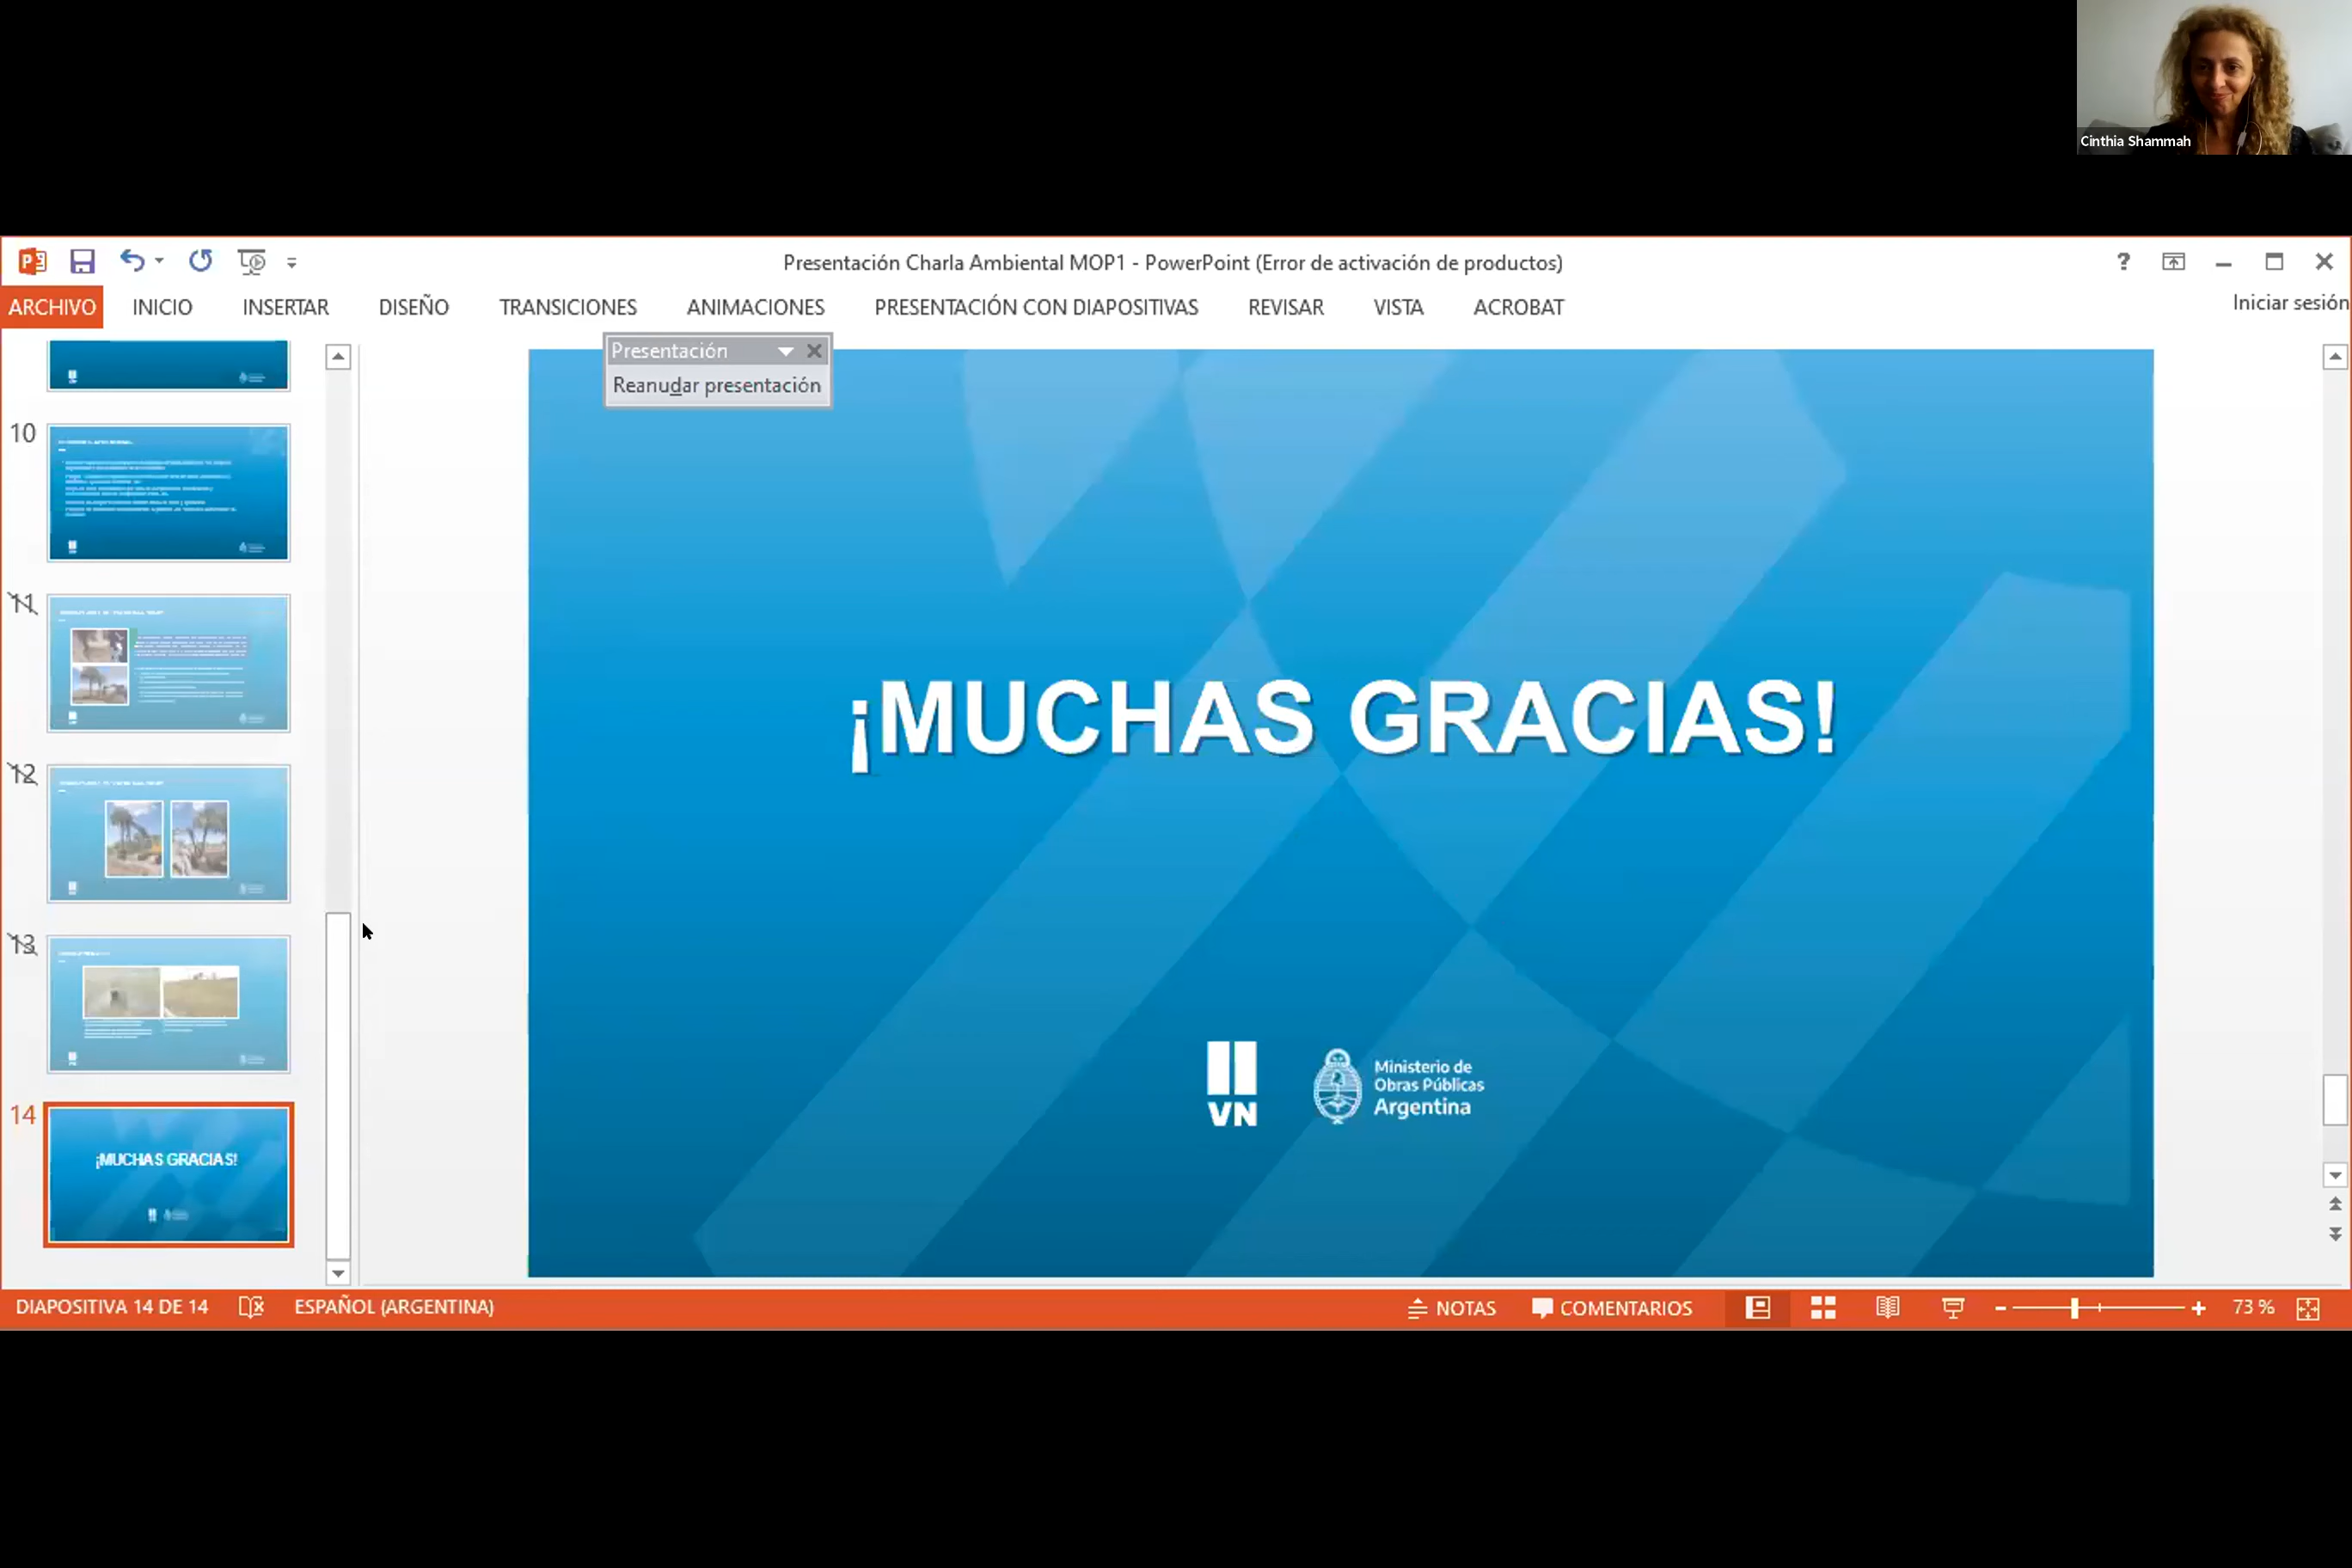 Cinthia Shammah
Presentación Charla Ambiental MOP1 - PowerPoint (Error de activación de productos)
?
ARCHIVO INICIO INSERTAR DISEÑO TRANSICIONES ANIMACIONES PRESENTACIÓN CON DIAPOSITIVAS REVISAR VISTA ACROBAT Iniciar sesión
Presentación
Reanudar presentación
10
11
12
13
14
¡MUCHAS GRACIAS!
¡MUCHAS GRACIAS!
VN
Ministerio de
Obras Públicas
Argentina
DIAPOSITIVA 14 DE 14 ESPAÑOL (ARGENTINA) NOTAS COMENTARIOS 73 %